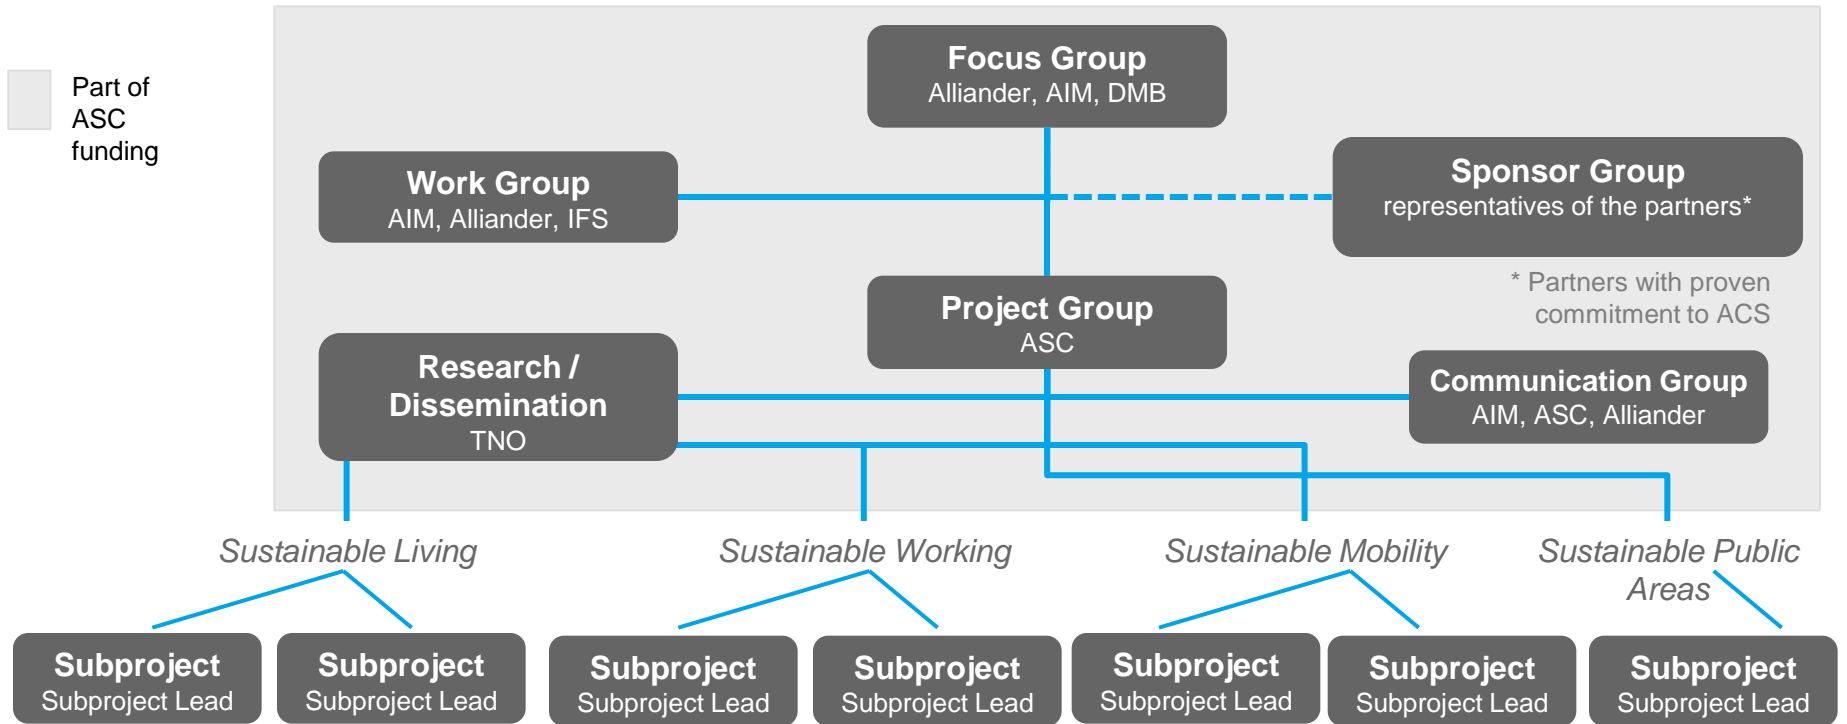 Part of
ASC
funding
Focus Group
Alliander, AIM, DMB
Work Group
AIM, Alliander, IFS
Sponsor Group
representatives of the partners*
* Partners with proven
commitment to ACS
Project Group
ASC
Research /
Dissemination
TNO
Communication Group
AIM, ASC, Alliander
Sustainable Living
Sustainable Working
Sustainable Mobility
Sustainable Public
Areas
Subproject
Subproject Lead
Subproject
Subproject Lead
Subproject
Subproject Lead
Subproject
Subproject Lead
Subproject
Subproject Lead
Subproject
Subproject Lead
Subproject
Subproject Lead